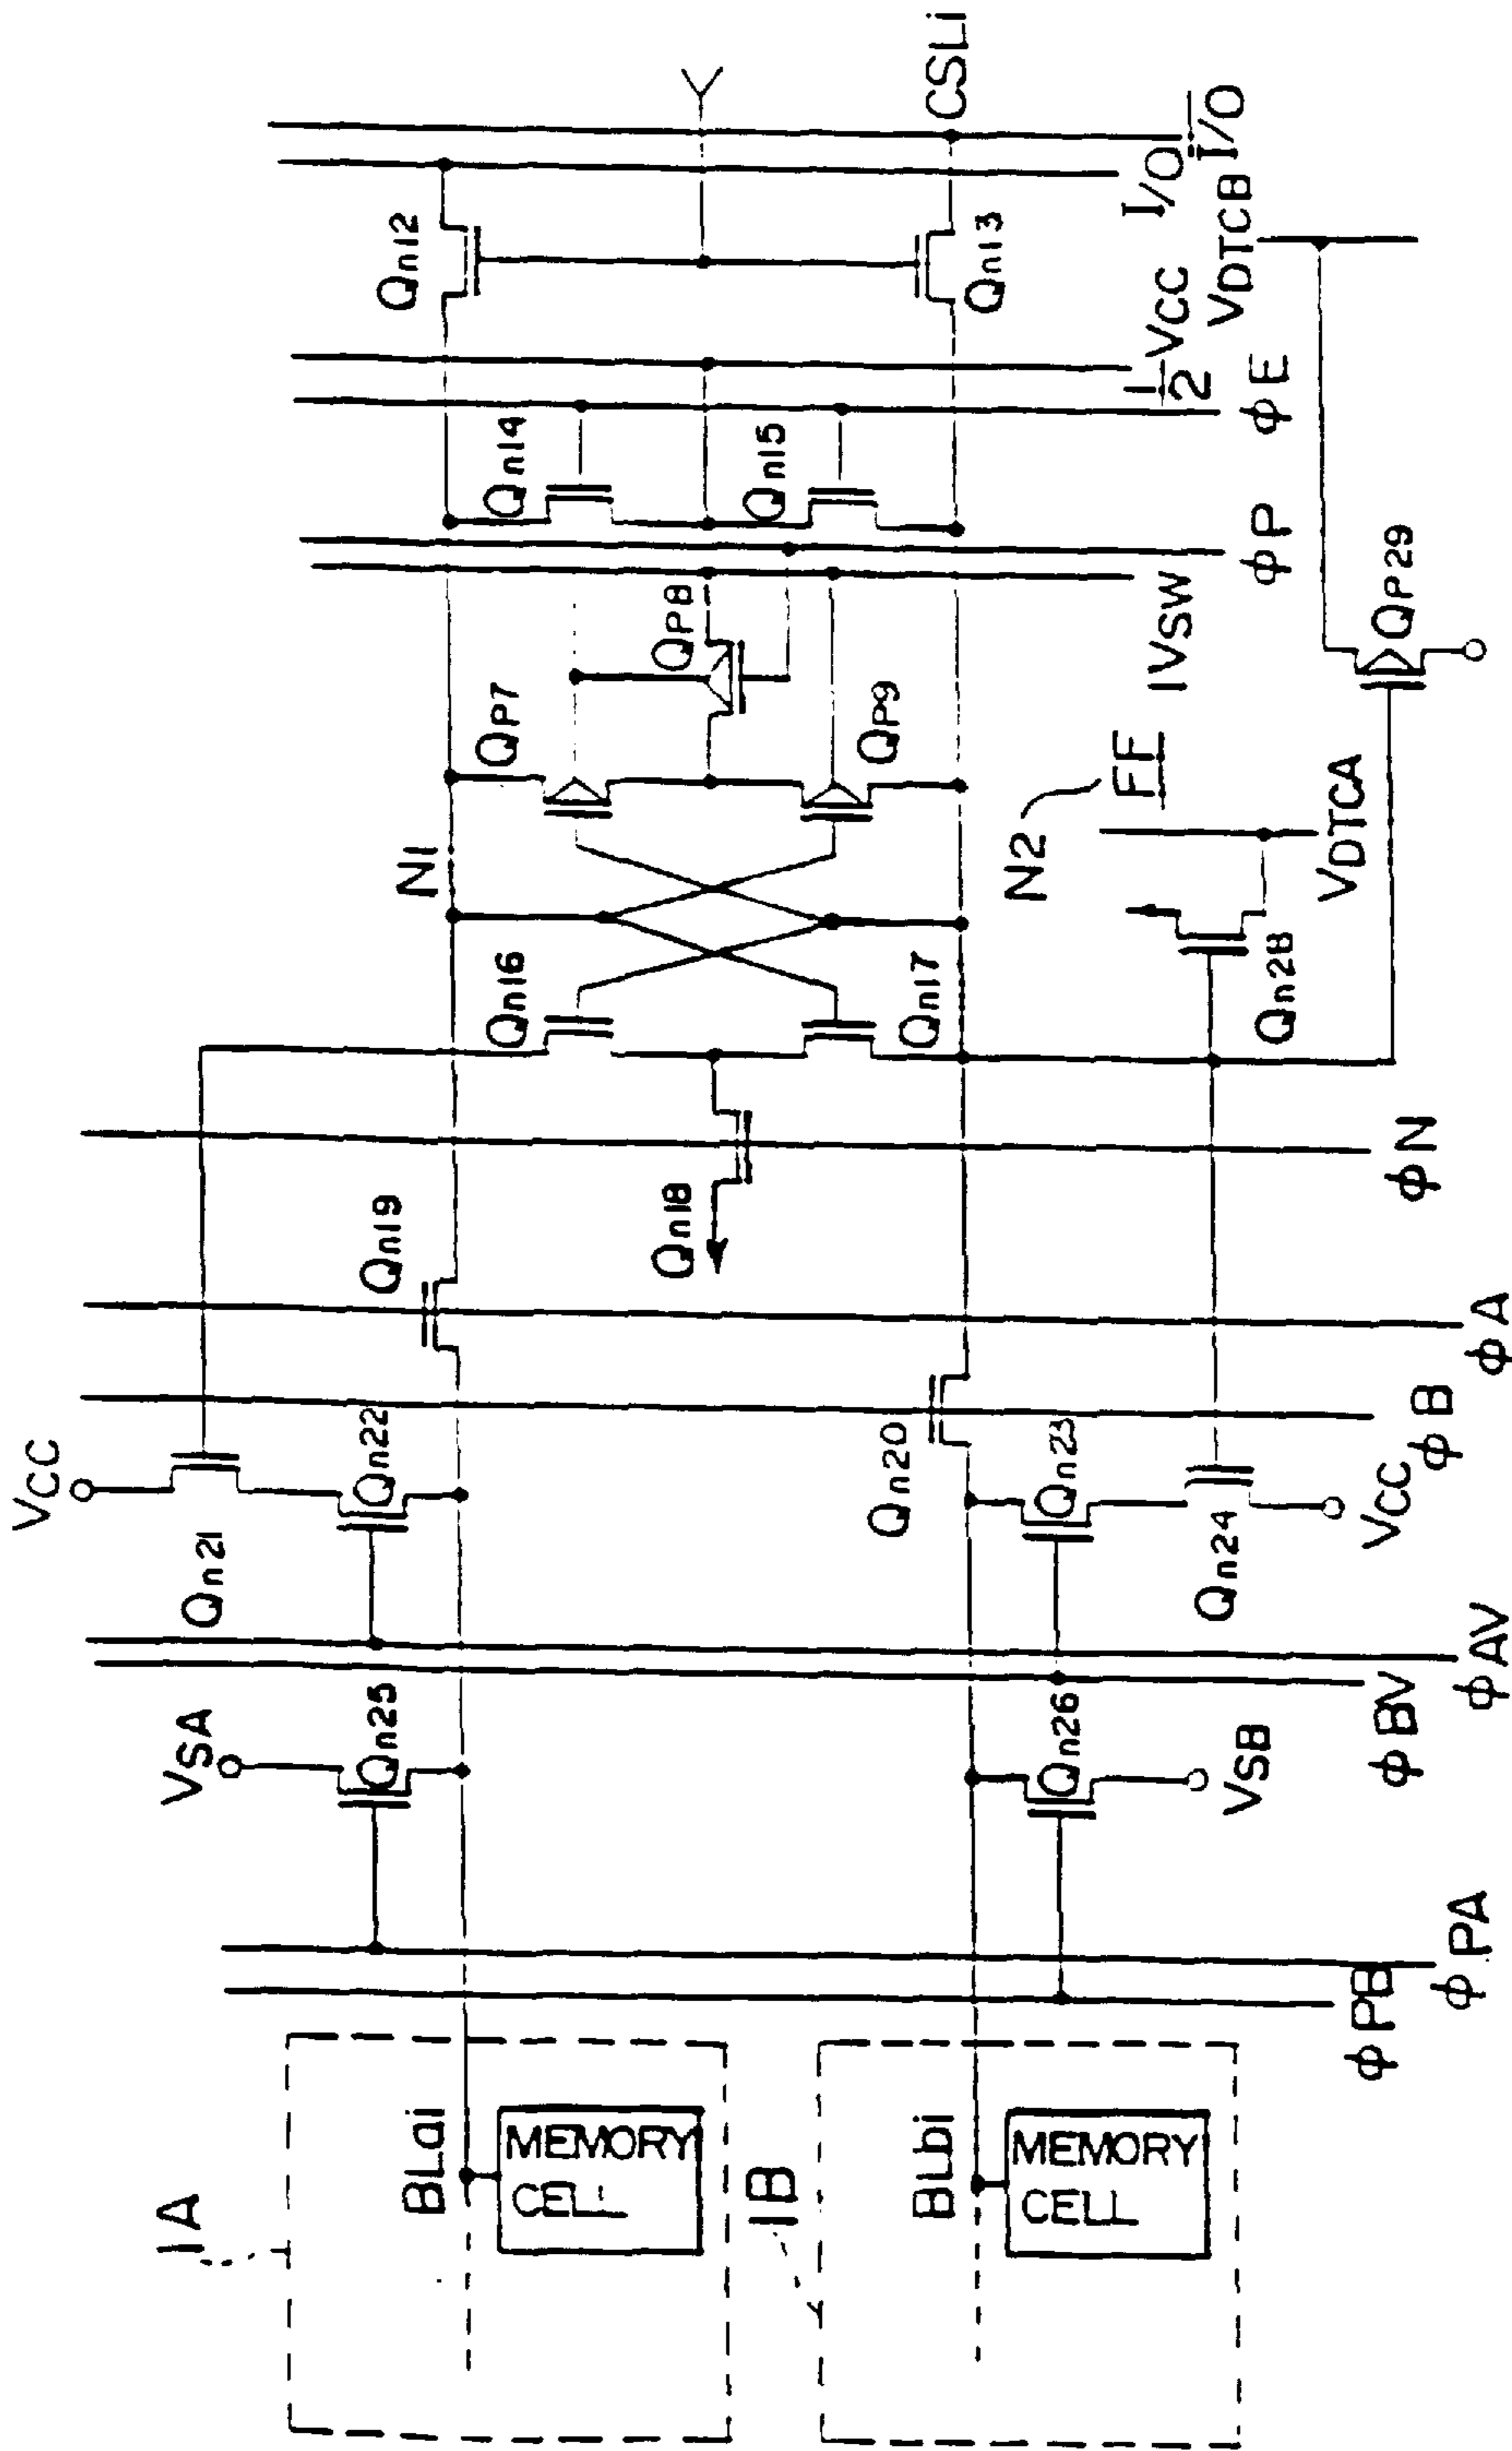 1A
BLai
MEMORY
CELL
1B
BLbi
MEMORY
CELL
φPB
φPA
VSA
Qn25
Qn26
VSB
φBV
φAV
VCC
Qn21
Qn22
Qn20
Qn23
Qn24
VCC
φB
φA
Qn19
Qn18
φN
Qn16
Qn17
N1
Qn28
N2
FF
VDTCA
QP7
QP8
QP9
IVSW
φP
QP29
Qn14
Qn15
φE
1/2 VCC
VDTCB
Qn12
Qn13
I/O
I/O
CSLi